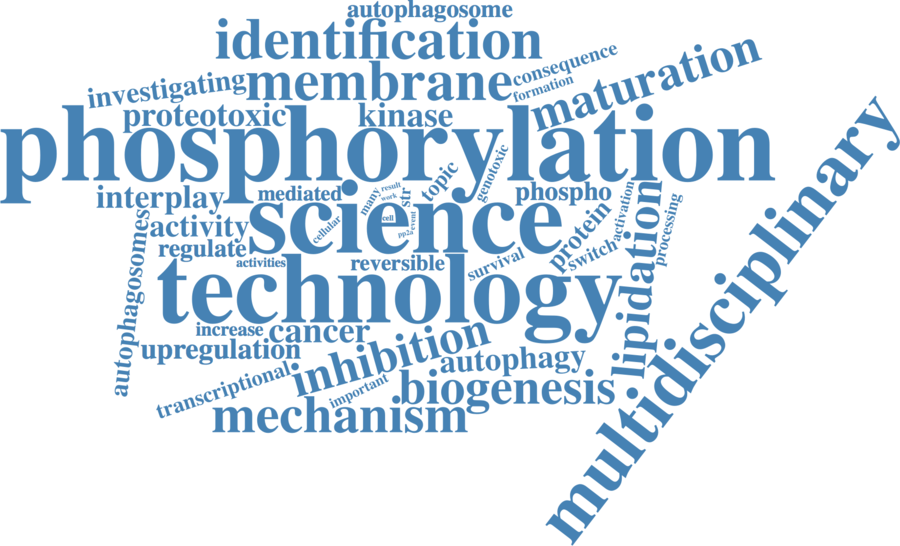 autophagosome
identification
consequence
investigating
membrane
formation
maturation
proteotoxic
kinase
phosphorylation
multidisciplinary
genotoxic
topic
many
result
work
str
interplay
mediated
phospho
activation
lipidation
processing
science
cell
event
pp2a
cellular
protein
switch
activity
autophagosomes
regulate
activities
reversible
survival
technology
increase
cancer
upregulation
inhibition
autophagy
transcriptional
important
biogenesis
mechanism